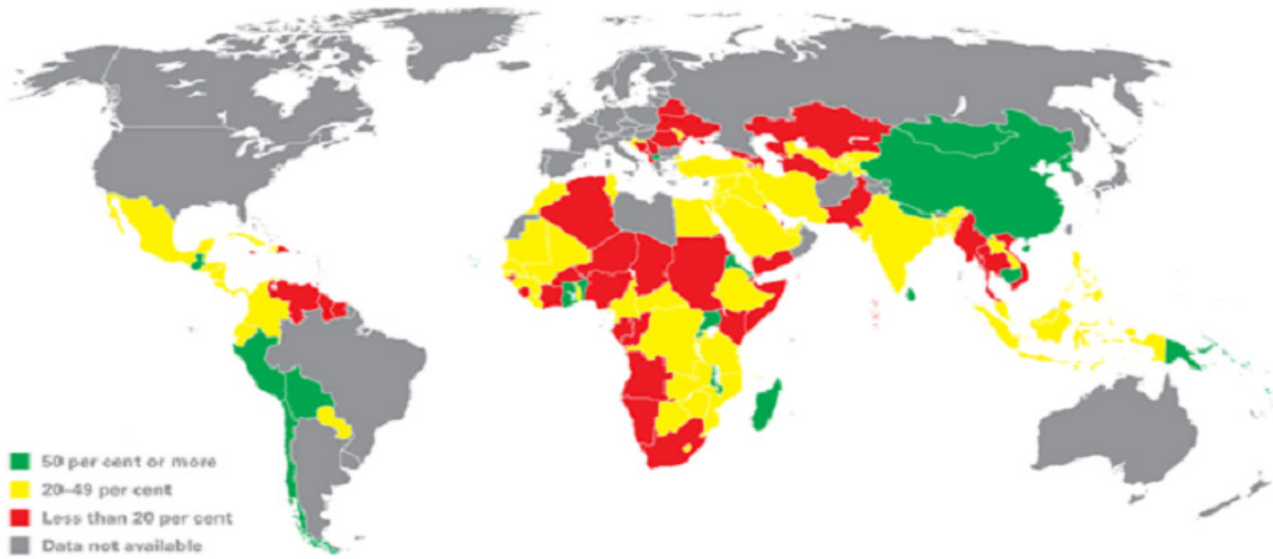 50 per cent or more
20–49 per cent
Less than 20 per cent
Data not available